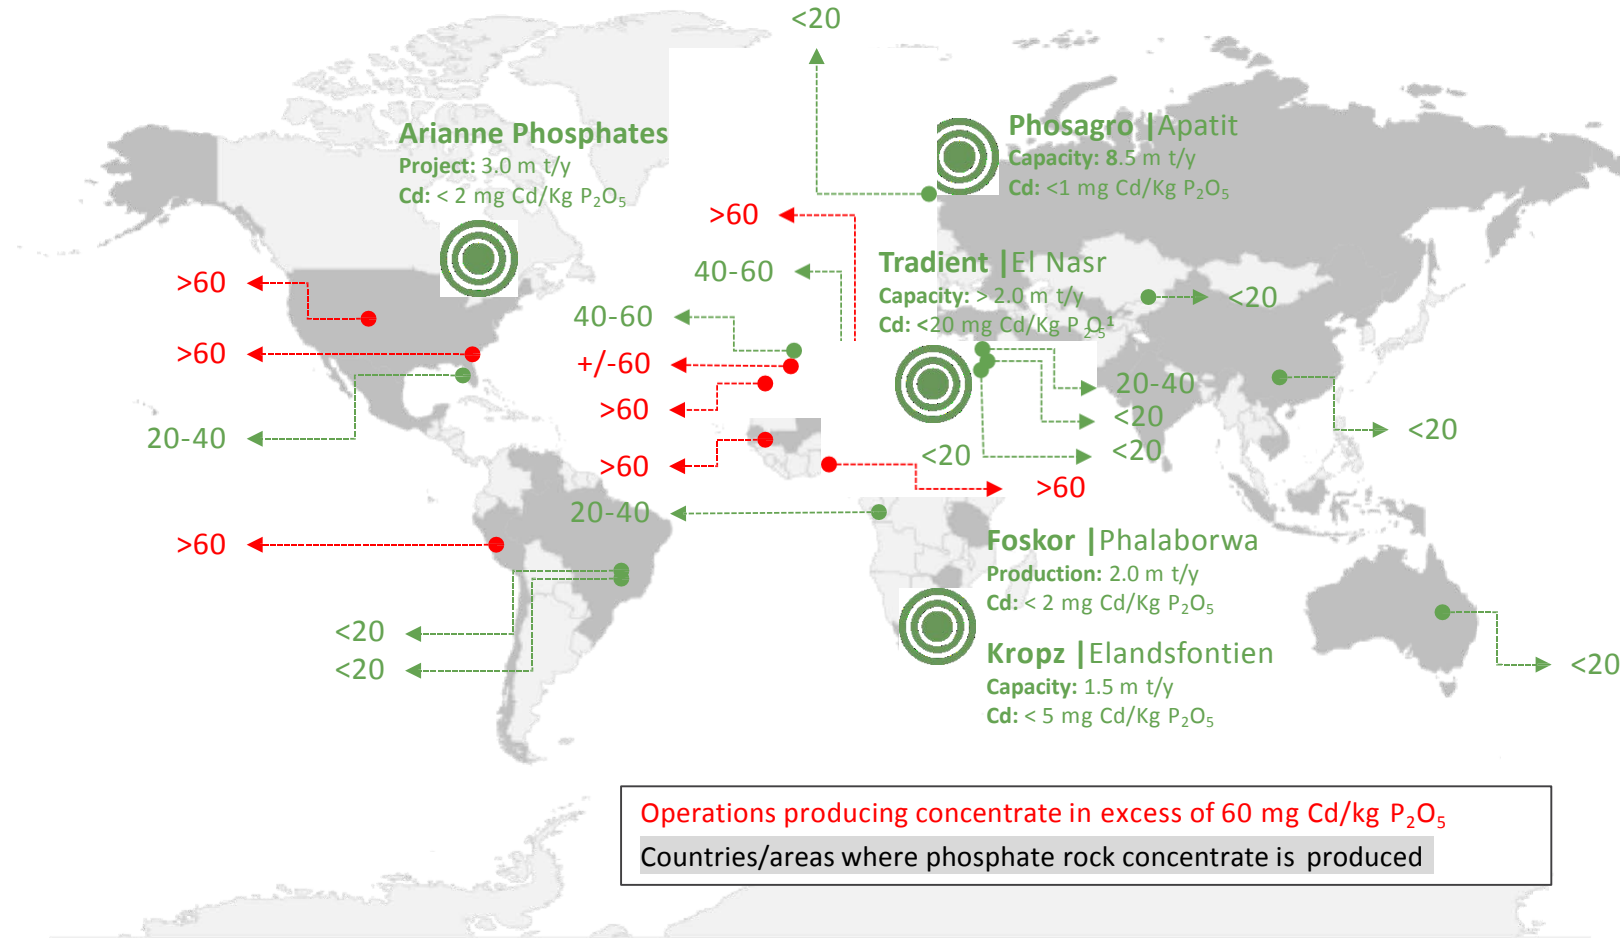 <20
Arianne Phosphates
Project: 3.0 m t/y
Cd: < 2 mg Cd/Kg P₂O₅
Phosagro |Apatit
Capacity: 8.5 m t/y
Cd: <1 mg Cd/Kg P₂O₅
>60
40-60
Tradient |El Nasr
Capacity: > 2.0 m t/y
Cd: <20 mg Cd/Kg P₂O₅¹
>60
<20
40-60
>60
+/-60
20-40
>60
<20
20-40
<20
<20
<20
>60
>60
20-40
>60
Foskor |Phalaborwa
Production: 2.0 m t/y
Cd: < 2 mg Cd/Kg P₂O₅
<20
<20
Kropz |Elandsfontien
Capacity: 1.5 m t/y
Cd: < 5 mg Cd/Kg P₂O₅
<20
Operations producing concentrate in excess of 60 mg Cd/kg P₂O₅
Countries/areas where phosphate rock concentrate is produced